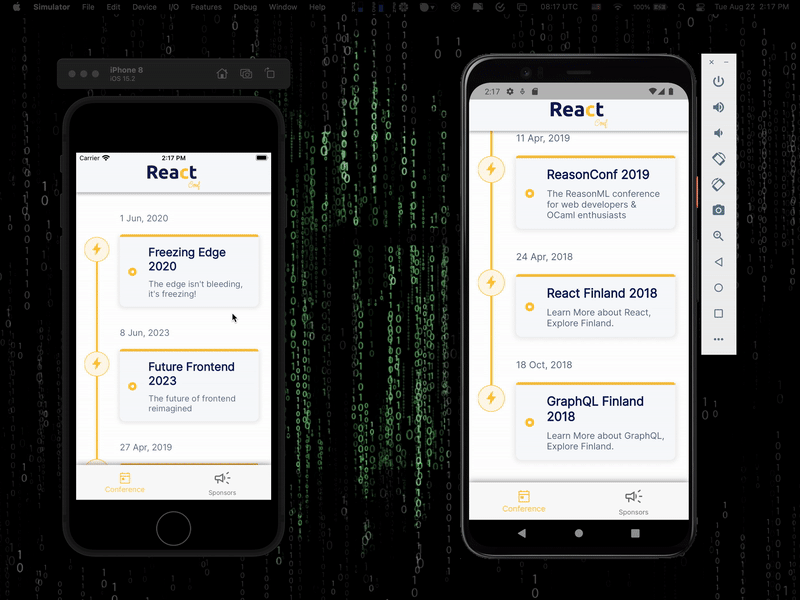 Simulator File Edit Device I/O Features Debug Window Help
100% 08:17 UTC Tue Aug 22 2:17 PM
iPhone 8
iOS 16.2
Carrier 2:17 PM
React
Conf
1 Jun, 2020
Freezing Edge
2020
The edge isn't bleeding,
it's freezing!
8 Jun, 2023
Future Frontend
2023
The future of frontend
reimagined
27 Apr, 2019
Conference Sponsors
2:17
React
Conf
11 Apr, 2019
ReasonConf 2019
The ReasonML conference
for web developers &
OCaml enthusiasts
24 Apr, 2018
React Finland 2018
Learn More about React,
Explore Finland.
18 Oct, 2018
GraphQL Finland
2018
Learn More about GraphQL,
Explore Finland.
Conference Sponsors